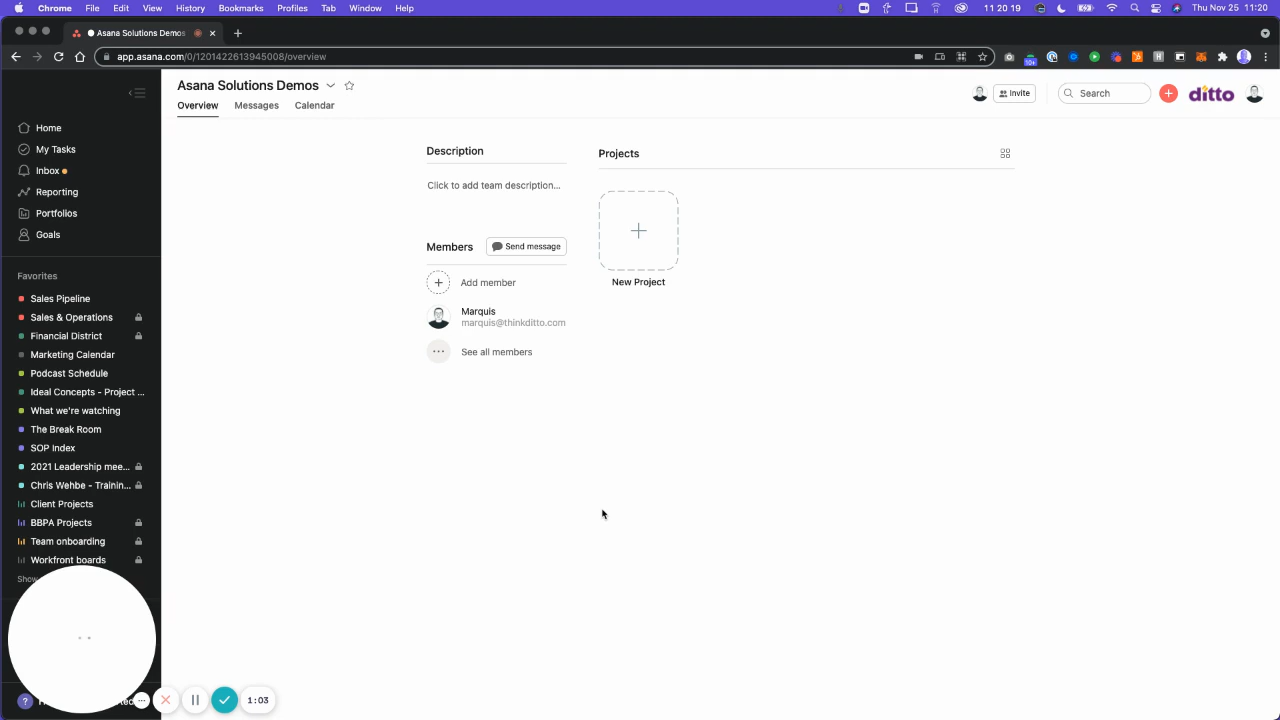 Chrome File Edit View History Bookmarks Profiles Tab Window Help 11:20:19 Thu Nov 25 11:20
Asana Solutions Demos
app.asana.com/0/1201422613945008/overview
10+
Asana Solutions Demos
Overview Messages Calendar
Invite
Search
ditto
Home
My Tasks
Inbox
Reporting
Portfolios
Goals
Favorites
Sales Pipeline
Sales & Operations
Financial District
Marketing Calendar
Podcast Schedule
Ideal Concepts - Project ...
What we're watching
The Break Room
SOP Index
2021 Leadership mee...
Chris Wehbe - Trainin...
Client Projects
BBPA Projects
Team onboarding
Workfront boards
Show
Description
Click to add team description...
Members
Send message
Add member
Marquis
marquis@thinkditto.com
See all members
Projects
New Project
?
1:03